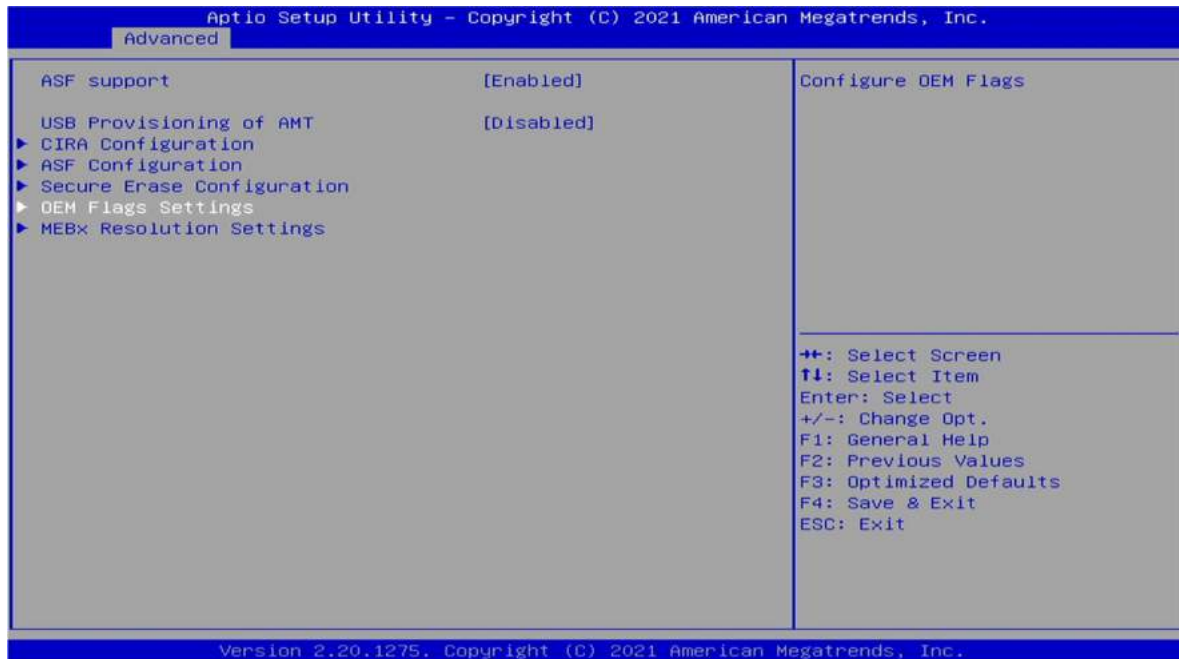 Aptio Setup Utility – Copyright (C) 2021 American Megatrends, Inc.
Advanced
ASF support [Enabled]
USB Provisioning of AMT [Disabled]
► CIRA Configuration
► ASF Configuration
► Secure Erase Configuration
► OEM Flags Settings
► MEBx Resolution Settings
Configure OEM Flags
→←: Select Screen
↑↓: Select Item
Enter: Select
+/-: Change Opt.
F1: General Help
F2: Previous Values
F3: Optimized Defaults
F4: Save & Exit
ESC: Exit
Version 2.20.1275. Copyright (C) 2021 American Megatrends, Inc.